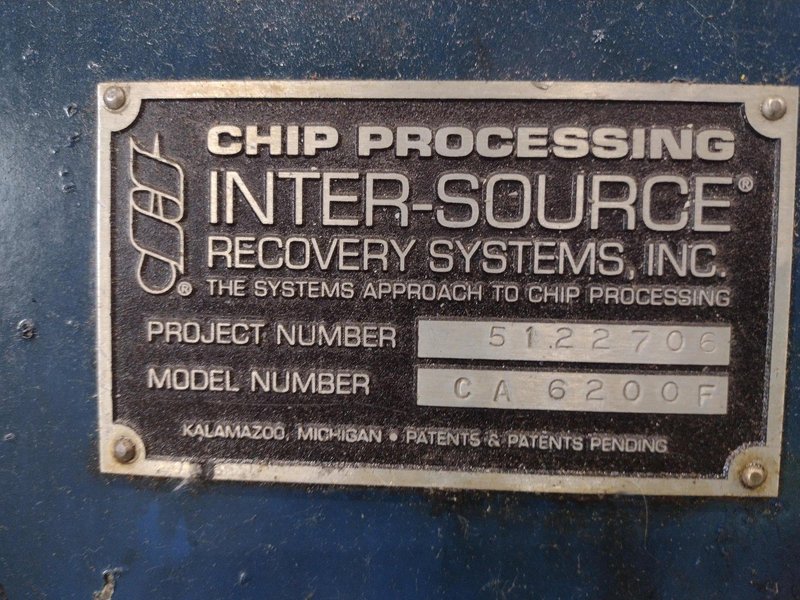 CHIP PROCESSING
INTER-SOURCE®
RECOVERY SYSTEMS, INC.
® THE SYSTEMS APPROACH TO CHIP PROCESSING
PROJECT NUMBER 5122706
MODEL NUMBER CA 6200F
KALAMAZOO, MICHIGAN • PATENTS & PATENTS PENDING